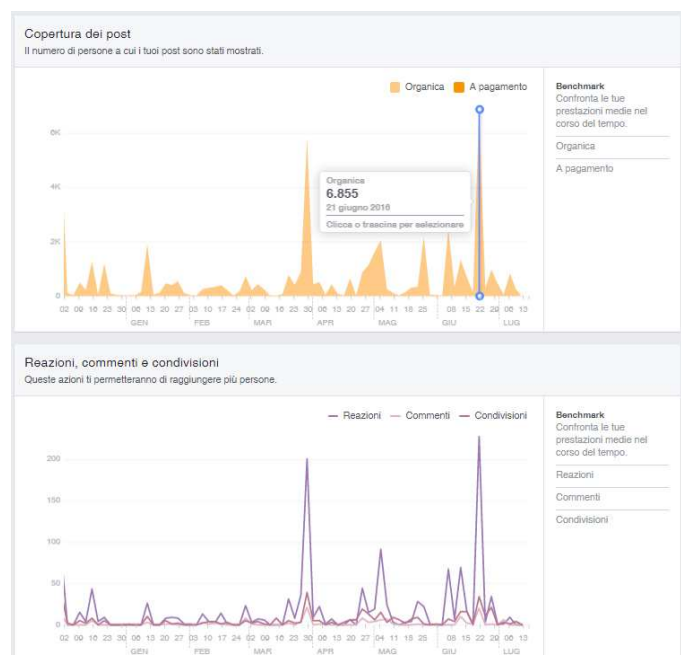 Copertura dei post
Il numero di persone a cui i tuoi post sono stati mostrati.
Organica A pagamento
Benchmark
Confronta le tue
prestazioni medie nel
corso del tempo.
Organica
A pagamento
6K
4K
2K
0
Organica
6.855
21 giugno 2016
Clicca o trascina per selezionare
02 09 16 23 30 06 13 20 27 03 10 17 24 02 09 16 23 30 06 13 20 27 04 11 18 25 08 15 22 29 06 13
GEN FEB MAR APR MAG GIU LUG
Reazioni, commenti e condivisioni
Queste azioni ti permetteranno di raggiungere più persone.
Reazioni Commenti Condivisioni
Benchmark
Confronta le tue
prestazioni medie nel
corso del tempo.
Reazioni
Commenti
Condivisioni
200
150
100
50
0
02 09 16 23 30 06 13 20 27 03 10 17 24 02 09 16 23 30 06 13 20 27 04 11 18 25 08 15 22 29 06 13
GEN FEB MAR APR MAG GIU LUG